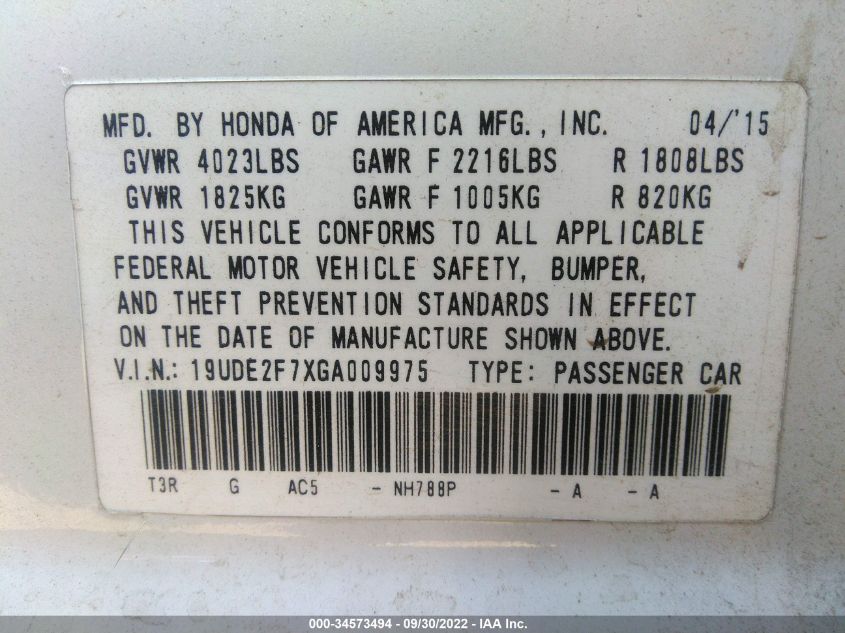 MFD. BY HONDA OF AMERICA MFG., INC. 04/'15
GVWR 4023LBS GAWR F 2216LBS R 1808LBS
GVWR 1825KG GAWR F 1005KG R 820KG
THIS VEHICLE CONFORMS TO ALL APPLICABLE
FEDERAL MOTOR VEHICLE SAFETY, BUMPER,
AND THEFT PREVENTION STANDARDS IN EFFECT
ON THE DATE OF MANUFACTURE SHOWN ABOVE.
V.I.N.: 19UDE2F7XGA009975 TYPE: PASSENGER CAR
T3R G AC5 - NH788P - A - A
000-34573494 - 09/30/2022 - IAA Inc.